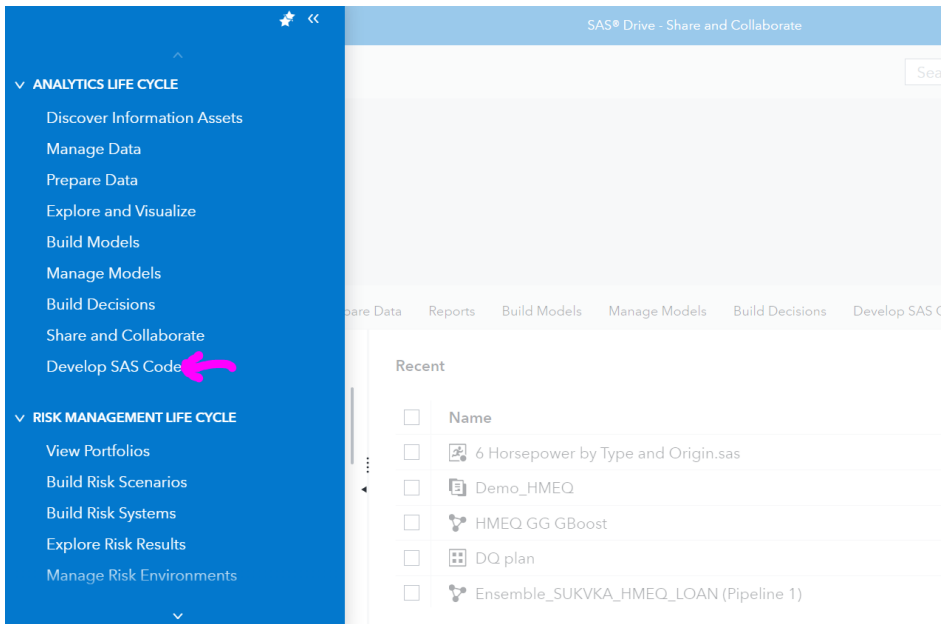 SAS® Drive - Share and Collaborate
ANALYTICS LIFE CYCLE
Discover Information Assets
Manage Data
Prepare Data
Explore and Visualize
Build Models
Manage Models
Build Decisions
Share and Collaborate
Develop SAS Code
RISK MANAGEMENT LIFE CYCLE
View Portfolios
Build Risk Scenarios
Build Risk Systems
Explore Risk Results
Manage Risk Environments
Sea
pare Data Reports Build Models Manage Models Build Decisions Develop SAS
Recent
Name
6 Horsepower by Type and Origin.sas
Demo_HMEQ
HMEQ GG GBoost
DQ plan
Ensemble_SUKVKA_HMEQ_LOAN (Pipeline 1)